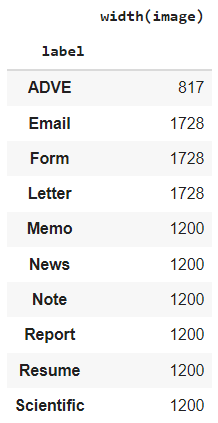 width(image)
label
ADVE 817
Email 1728
Form 1728
Letter 1728
Memo 1200
News 1200
Note 1200
Report 1200
Resume 1200
Scientific 1200